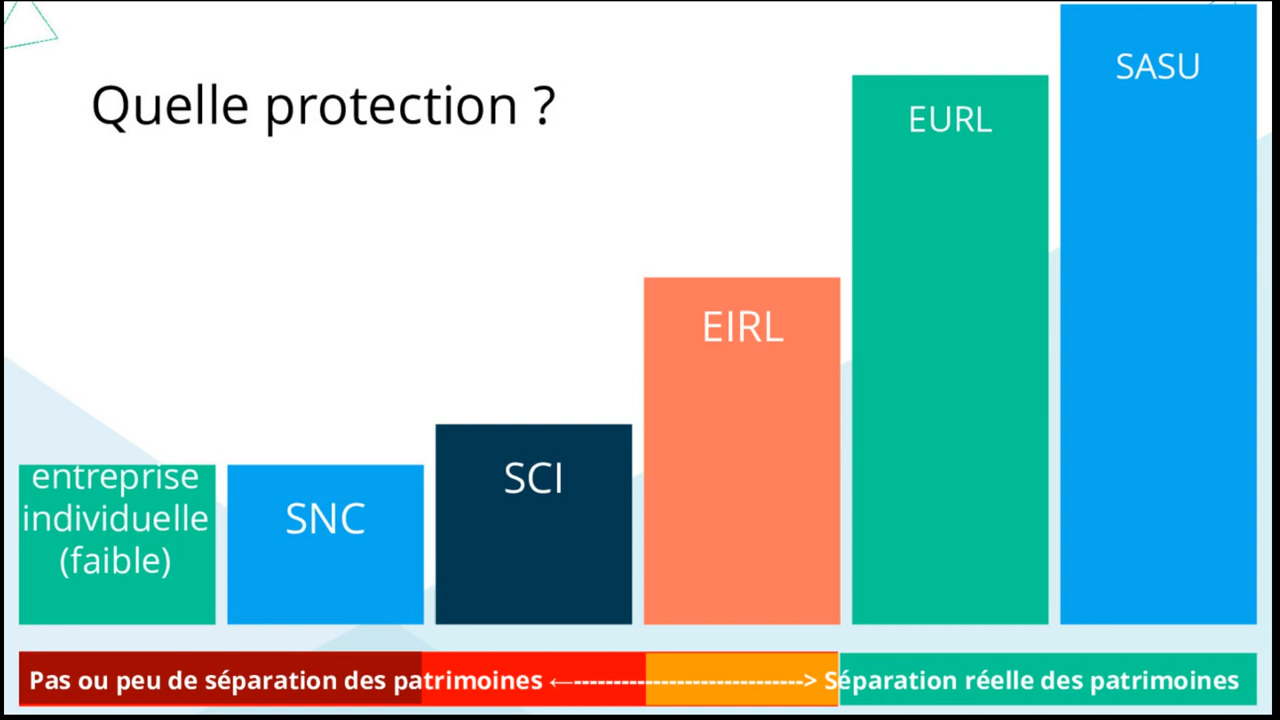 Quelle protection ?
SASU
EURL
EIRL
SCI
entreprise
individuelle
(faible)
SNC
Pas ou peu de séparation des patrimoines ←-----------------------------> Séparation réelle des patrimoines